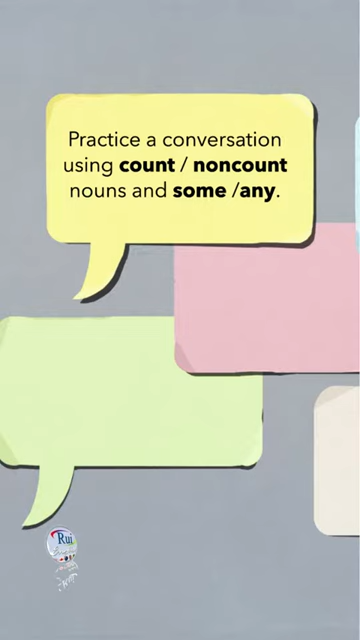 Practice a conversation
using count / noncount
nouns and some /any.
Rui